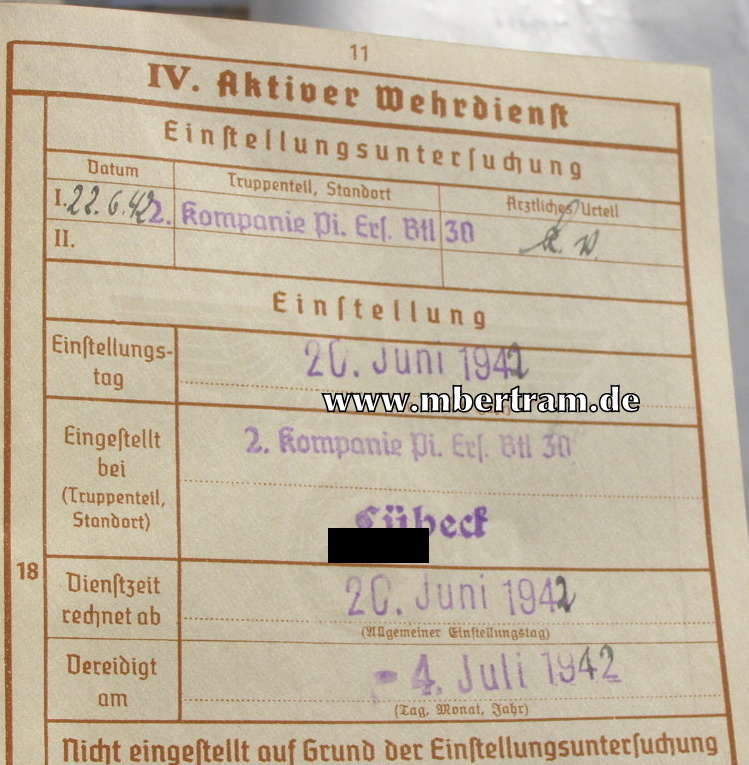 11
IV. Aktiver Wehrdienst
Einstellungsuntersuchung
Datum
Truppenteil, Standort
Ärztliches Urteil
I. 22.6.42 2. Kompanie Pi. Ers. Btl 30
II.
Einstellung
Einstellungs-
tag
20. Juni 1942
www.mbertram.de
Eingestellt
bei
(Truppenteil,
Standort)
2. Kompanie Pi. Ers. Btl 30
Lübeck
18
Dienstzeit
rechnet ab
20. Juni 1942
(Allgemeiner Einstellungstag)
Vereidigt
am
- 4. Juli 1942
(Tag, Monat, Jahr)
Nicht eingestellt auf Grund der Einstellungsuntersuchung